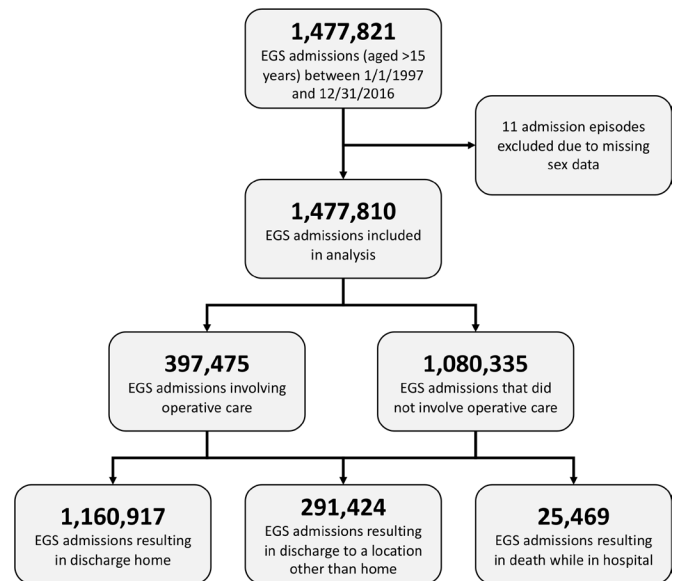 1,477,821
EGS admissions (aged >15
years) between 1/1/1997
and 12/31/2016
11 admission episodes
excluded due to missing
sex data
1,477,810
EGS admissions included
in analysis
397,475
EGS admissions involving
operative care
1,080,335
EGS admissions that did
not involve operative care
1,160,917
EGS admissions resulting
in discharge home
291,424
EGS admissions resulting
in discharge to a location
other than home
25,469
EGS admissions resulting
in death while in hospital